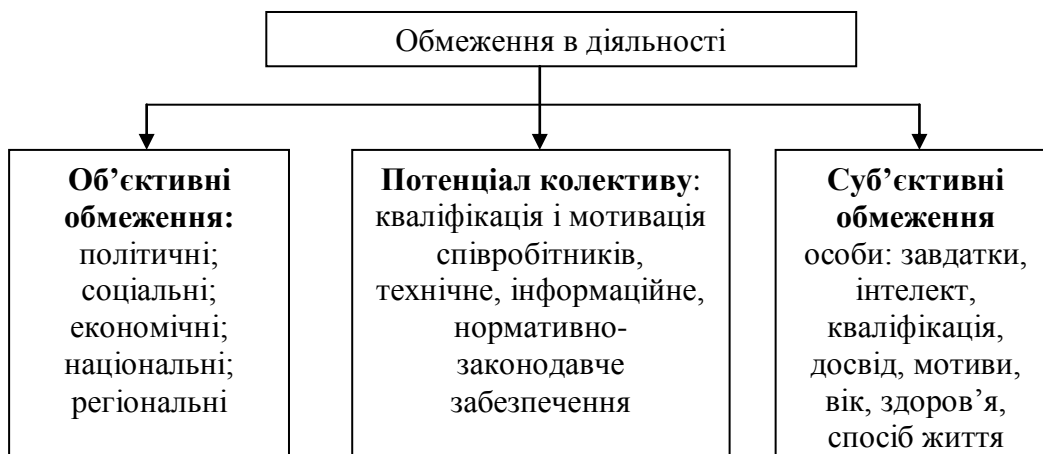 Обмеження в діяльності
Об’єктивні
обмеження:
політичні;
соціальні;
економічні;
національні;
регіональні
Потенціал колективу:
кваліфікація і мотивація
співробітників,
технічне, інформаційне,
нормативно-
законодавче
забезпечення
Суб’єктивні
обмеження
особи: завдатки,
інтелект,
кваліфікація,
досвід, мотиви,
вік, здоров’я,
спосіб життя